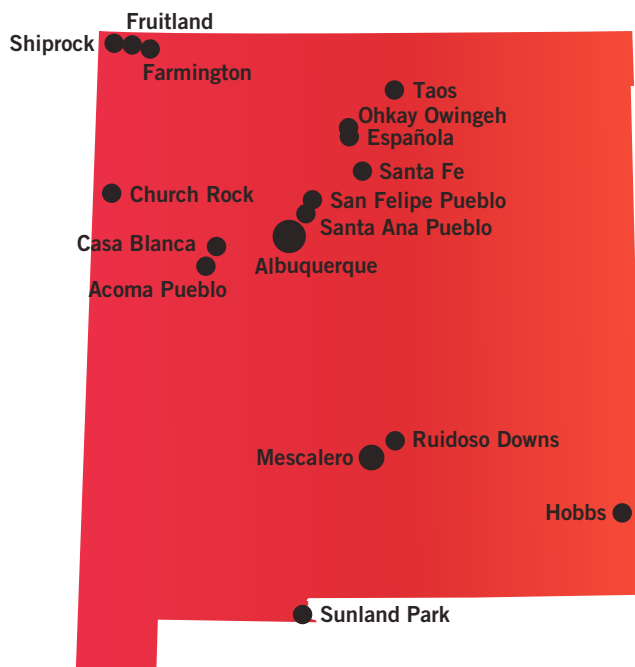 Fruitland
Shiprock
Farmington
Taos
Ohkay Owingeh
Española
Santa Fe
Church Rock
San Felipe Pueblo
Santa Ana Pueblo
Casa Blanca
Albuquerque
Acoma Pueblo
Ruidoso Downs
Mescalero
Hobbs
Sunland Park